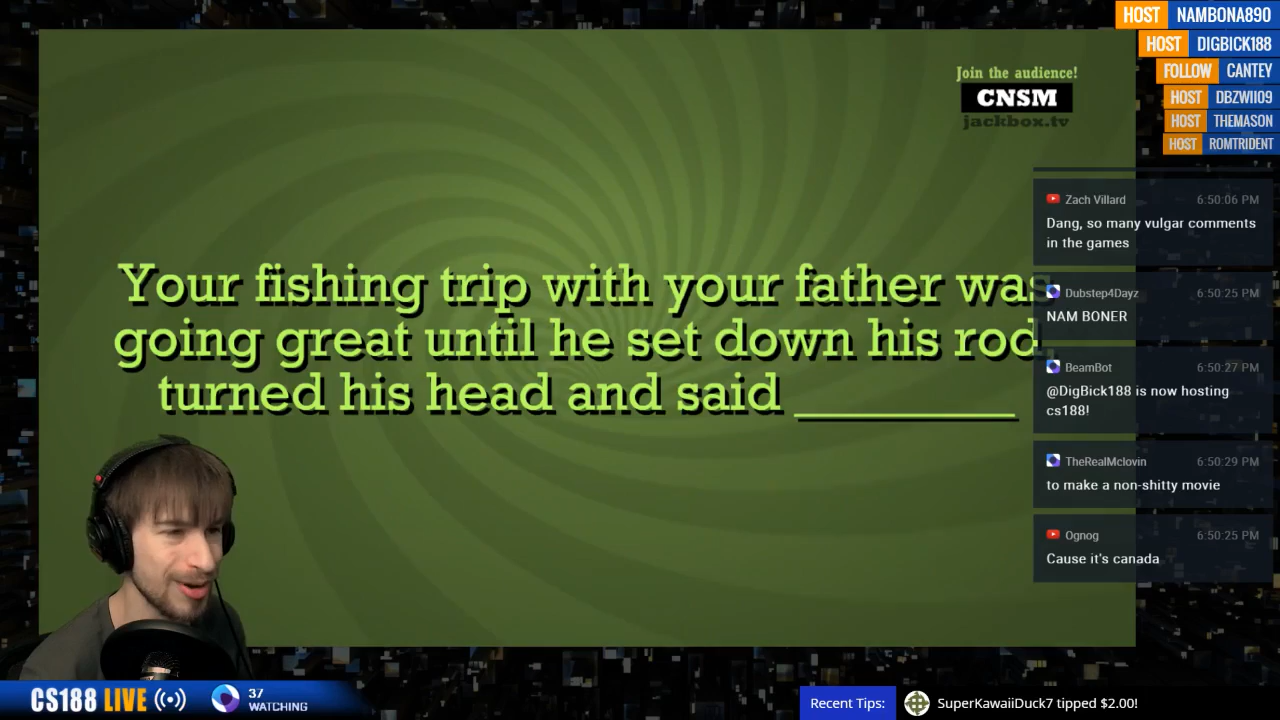 HOST NAMBONA890
HOST DIGBICK188
FOLLOW CANTEY
HOST DBZWII09
HOST THEMASON
HOST ROMTRIDENT
Join the audience!
CNSM
jackbox.tv
Your fishing trip with your father was
going great until he set down his rod,
turned his head and said __________
Zach Villard 6:50:06 PM
Dang, so many vulgar comments
in the games
Dubstep4Dayz 6:50:25 PM
NAM BONER
BeamBot 6:50:27 PM
@DigBick188 is now hosting
cs188!
TheRealMclovin 6:50:29 PM
to make a non-shitty movie
Ognog 6:50:25 PM
Cause it's canada
CS188 LIVE
37
WATCHING
Recent Tips: SuperKawaiiDuck7 tipped $2.00!